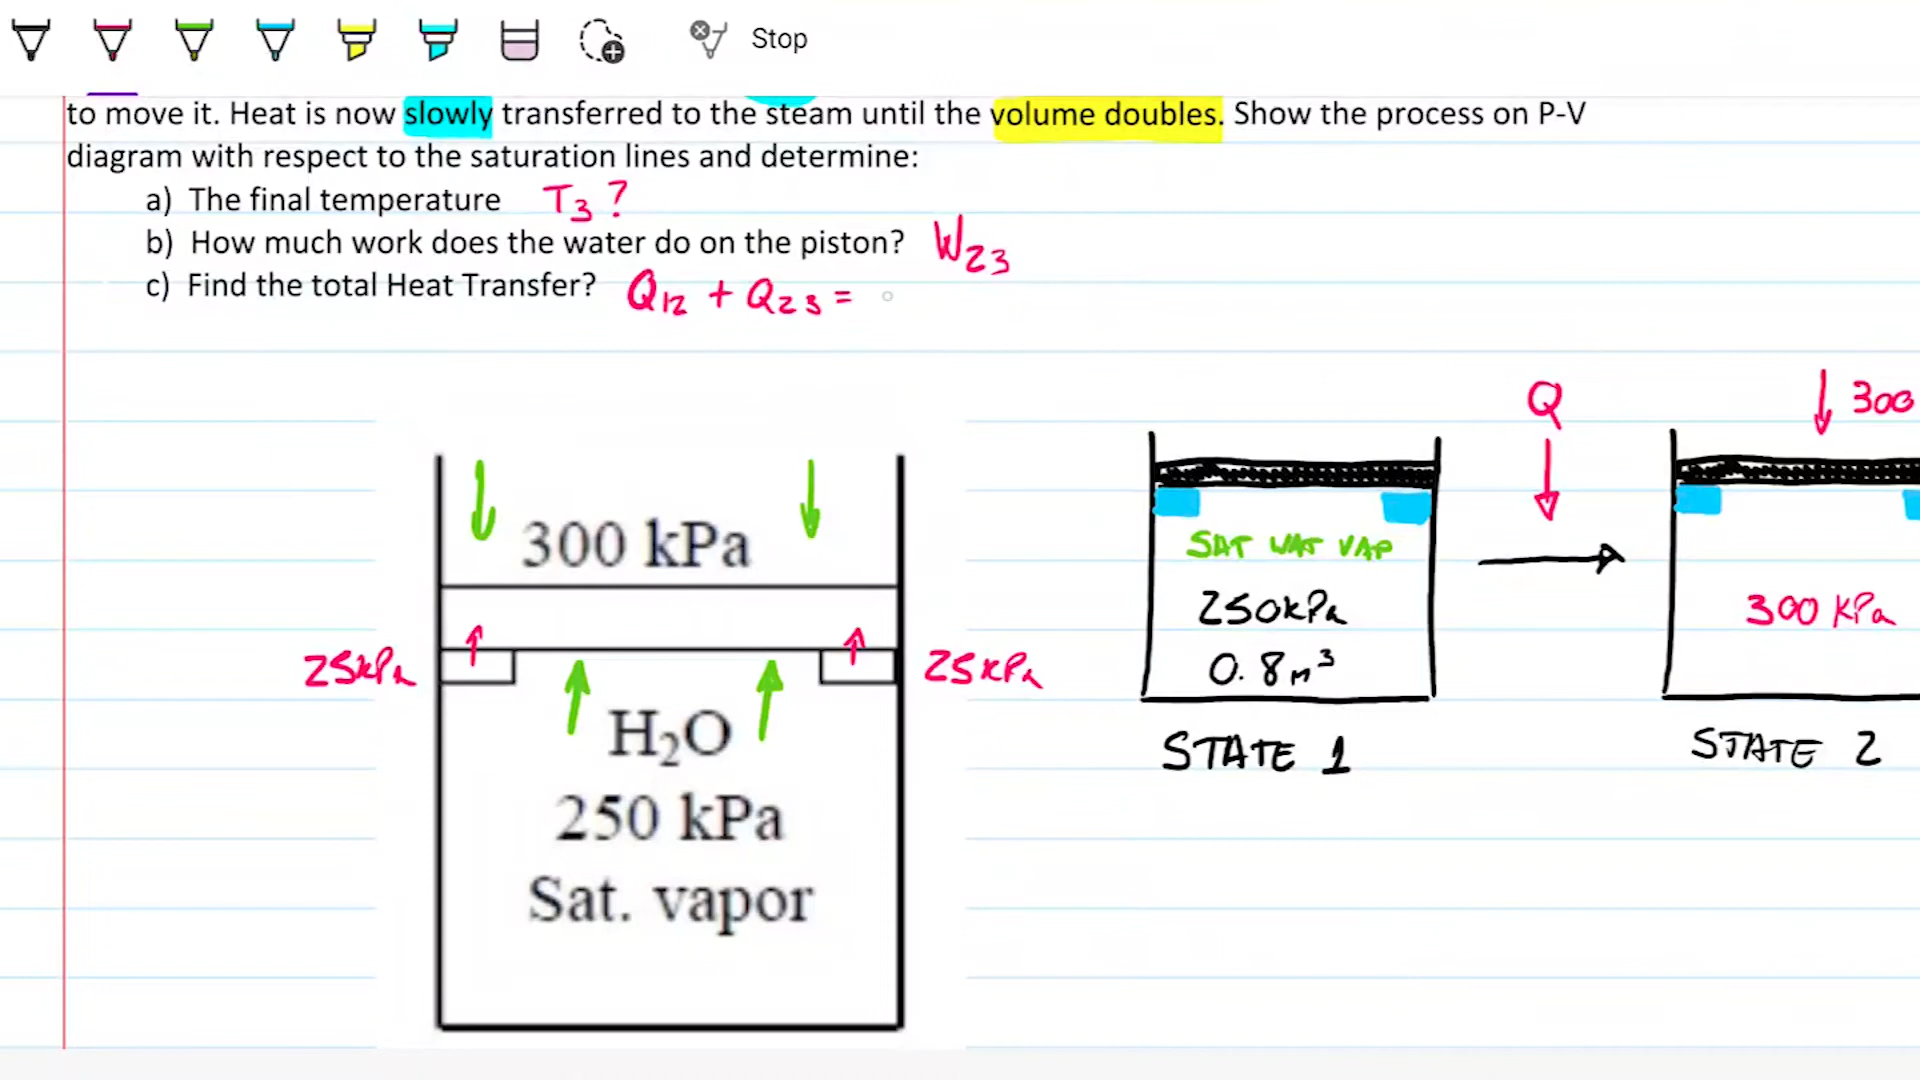 Stop
to move it. Heat is now slowly transferred to the steam until the volume doubles. Show the process on P-V
diagram with respect to the saturation lines and determine:
a) The final temperature T3 ?
b) How much work does the water do on the piston? W23
c) Find the total Heat Transfer? Q12 + Q23 =
300 kPa
25kPa
25kPa
H₂O
250 kPa
Sat. vapor
SAT WAT VAP
250kPa
0.8m³
STATE 1
Q
300
300 KPa
STATE 2